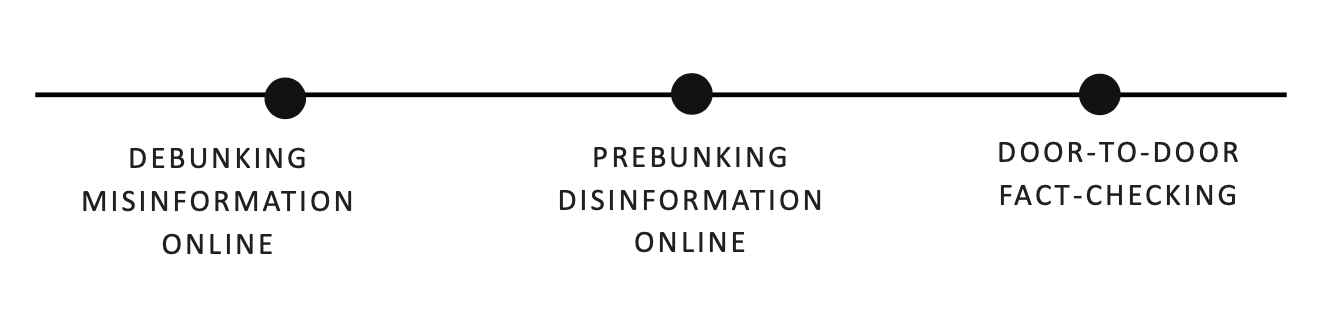 DEBUNKING
MISINFORMATION
ONLINE
PREBUNKING
DISINFORMATION
ONLINE
DOOR-TO-DOOR
FACT-CHECKING